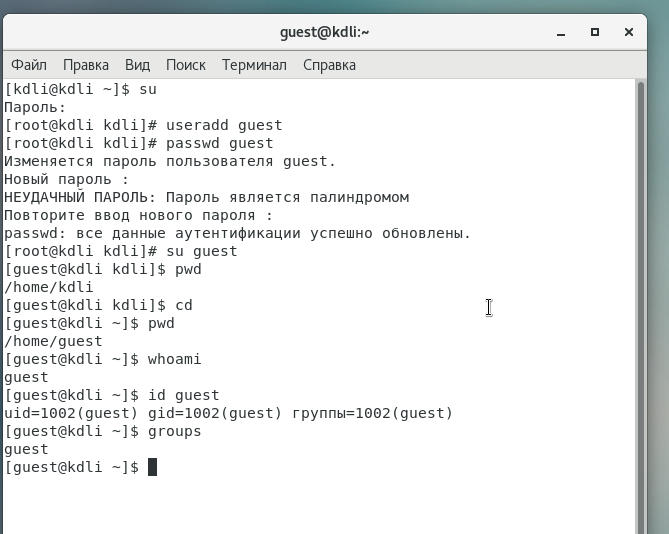 guest@kdli:~
Файл Правка Вид Поиск Терминал Справка
[kdli@kdli ~]$ su
Пароль:
[root@kdli kdli]# useradd guest
[root@kdli kdli]# passwd guest
Изменяется пароль пользователя guest.
Новый пароль :
НЕУДАЧНЫЙ ПАРОЛЬ: Пароль является палиндромом
Повторите ввод нового пароля :
passwd: все данные аутентификации успешно обновлены.
[root@kdli kdli]# su guest
[guest@kdli kdli]$ pwd
/home/kdli
[guest@kdli kdli]$ cd
[guest@kdli ~]$ pwd
/home/guest
[guest@kdli ~]$ whoami
guest
[guest@kdli ~]$ id guest
uid=1002(guest) gid=1002(guest) группы=1002(guest)
[guest@kdli ~]$ groups
guest
[guest@kdli ~]$